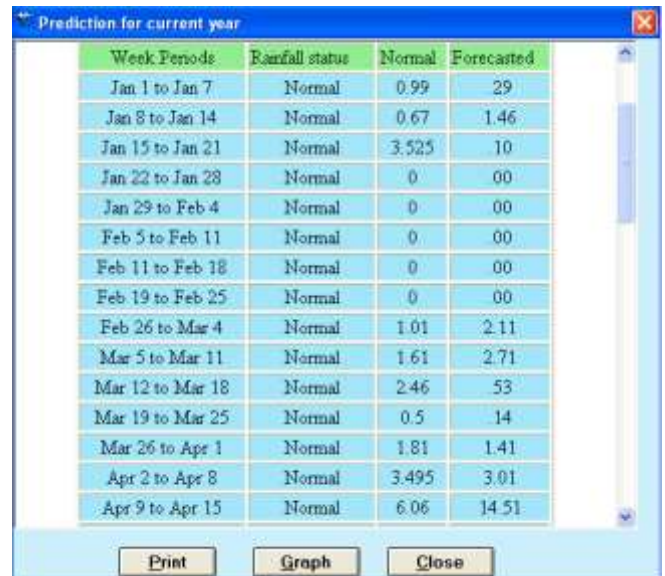 Prediction for current year
Week Periods Rainfall status Normal Forecasted
Jan 1 to Jan 7 Normal 0.99 .29
Jan 8 to Jan 14 Normal 0.67 1.46
Jan 15 to Jan 21 Normal 3.525 .10
Jan 22 to Jan 28 Normal 0 .00
Jan 29 to Feb 4 Normal 0 .00
Feb 5 to Feb 11 Normal 0 .00
Feb 11 to Feb 18 Normal 0 .00
Feb 19 to Feb 25 Normal 0 .00
Feb 26 to Mar 4 Normal 1.01 2.11
Mar 5 to Mar 11 Normal 1.61 2.71
Mar 12 to Mar 18 Normal 2.46 .53
Mar 19 to Mar 25 Normal 0.5 .14
Mar 26 to Apr 1 Normal 1.81 1.41
Apr 2 to Apr 8 Normal 3.495 3.01
Apr 9 to Apr 15 Normal 6.06 14.51
Print Graph Close